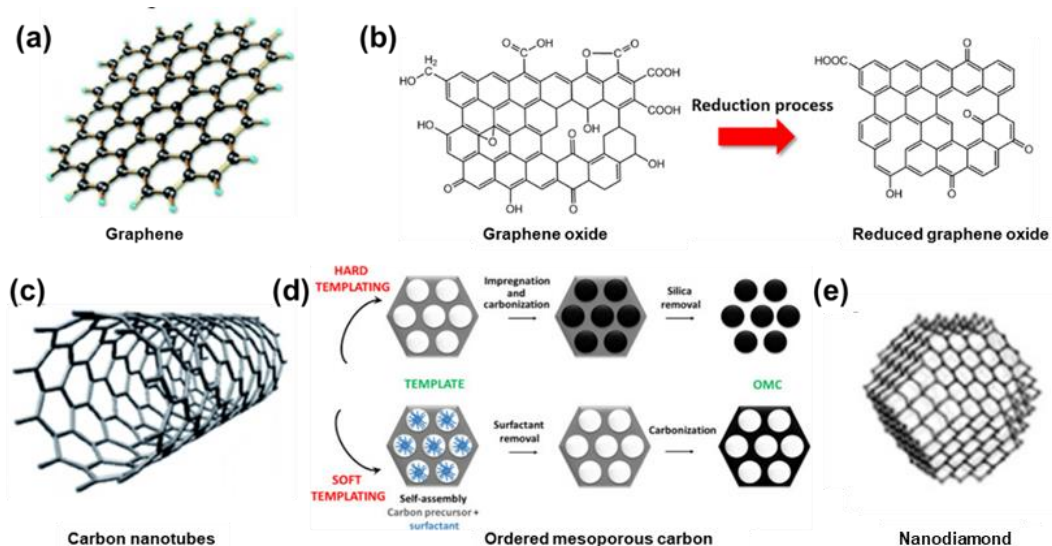 (a)
Graphene
(b)
O
OH
O
O
H2
C
HO
COOH
COOH
HO
O
OH
O
OH
O
O
OH
O
Graphene oxide
Reduction process
HOOC
O
O
O
OH
O
Reduced graphene oxide
(c)
Carbon nanotubes
(d)
HARD
TEMPLATING
Impregnation
and
carbonization
Silica
removal
TEMPLATE
OMC
Surfactant
removal
Carbonization
SOFT
TEMPLATING
Self-assembly
Carbon precursor +
surfactant
Ordered mesoporous carbon
(e)
Nanodiamond